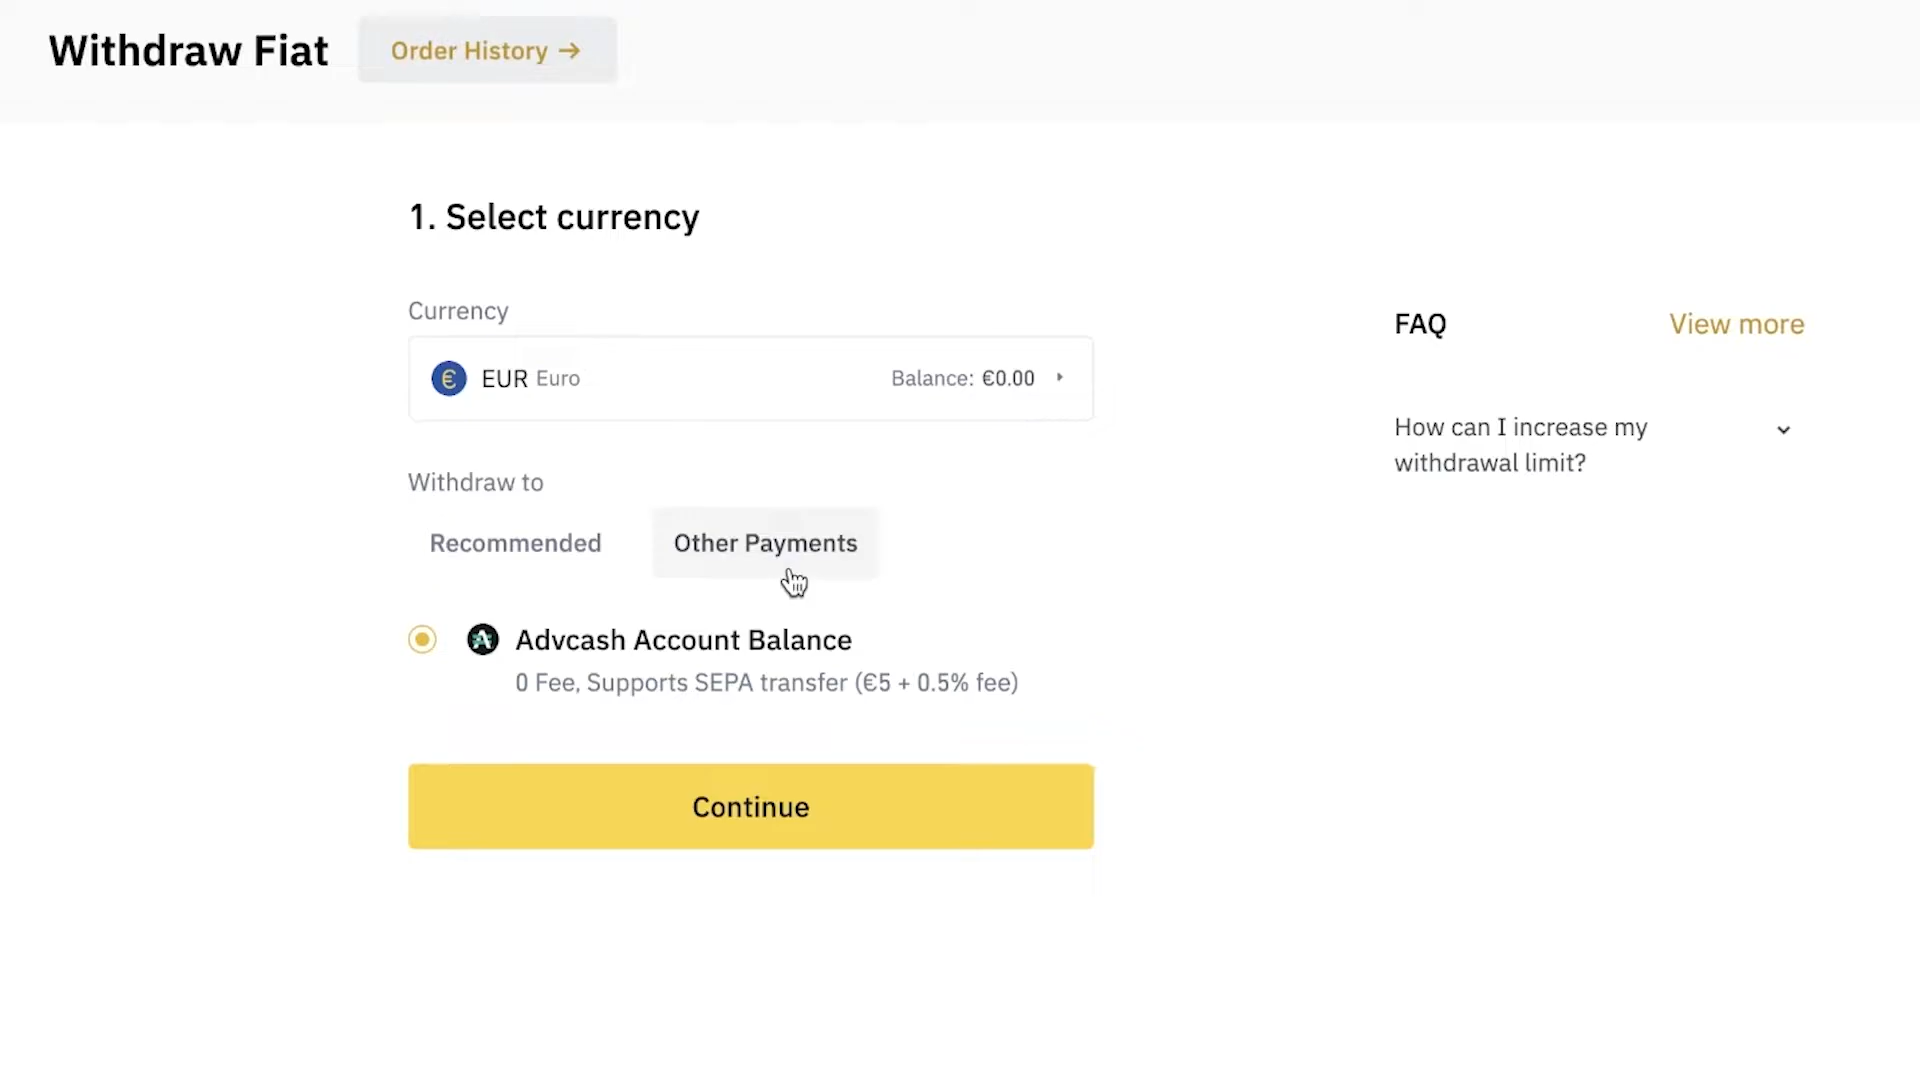 Withdraw Fiat
Order History →
1. Select currency
Currency
€ EUR Euro
Balance: €0.00
Withdraw to
Recommended
Other Payments
Advcash Account Balance
0 Fee, Supports SEPA transfer (€5 + 0.5% fee)
Continue
FAQ
View more
How can I increase my
withdrawal limit?